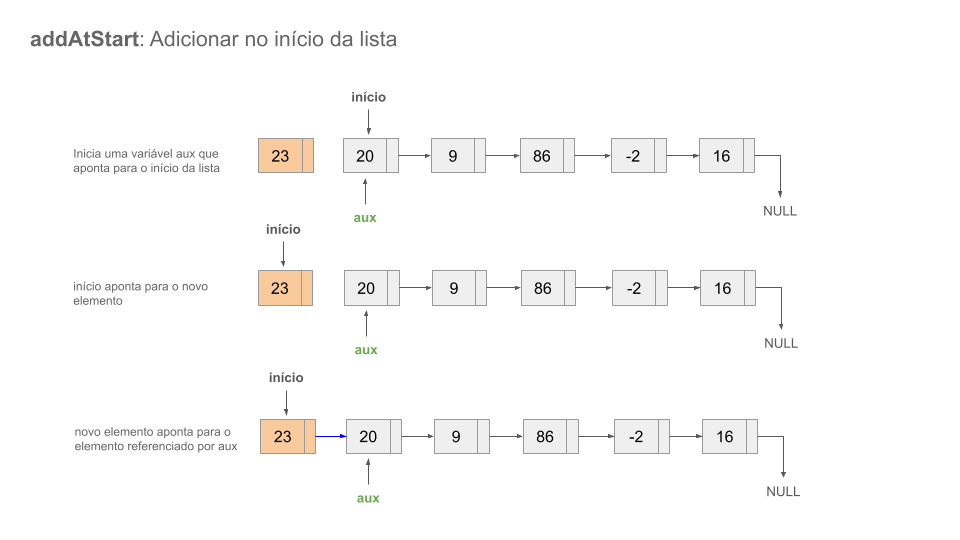 addAtStart: Adicionar no início da lista
início
Inicia uma variável aux que
aponta para o início da lista
23 20 9 86 -2 16
NULL
aux
início
início aponta para o novo
elemento
23 20 9 86 -2 16
NULL
aux
início
novo elemento aponta para o
elemento referenciado por aux
23 20 9 86 -2 16
NULL
aux